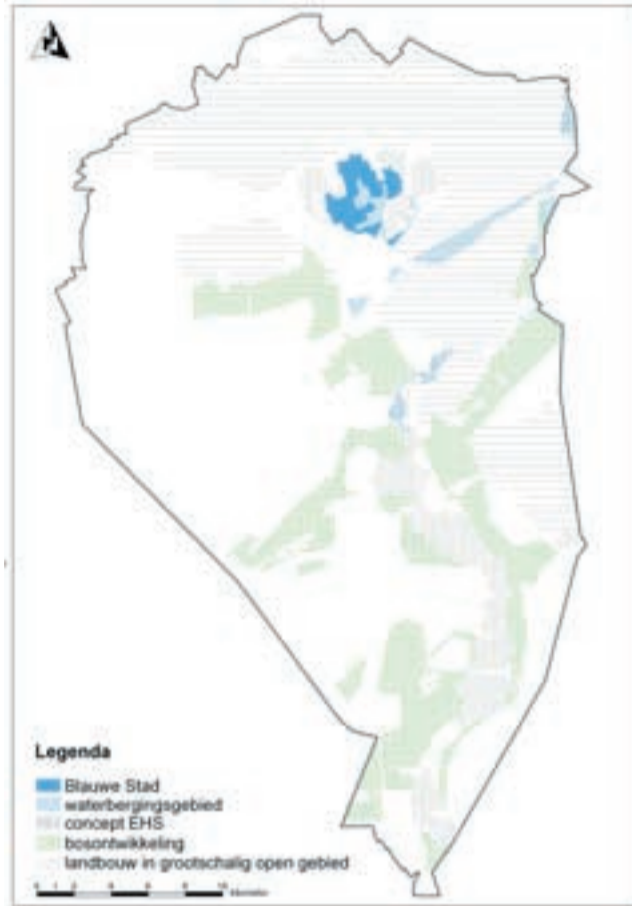 Legenda
Blauwe Stad
waterbergingsgebied
concept EHS
bosontwikkeling
landbouw in grootschalig open gebied